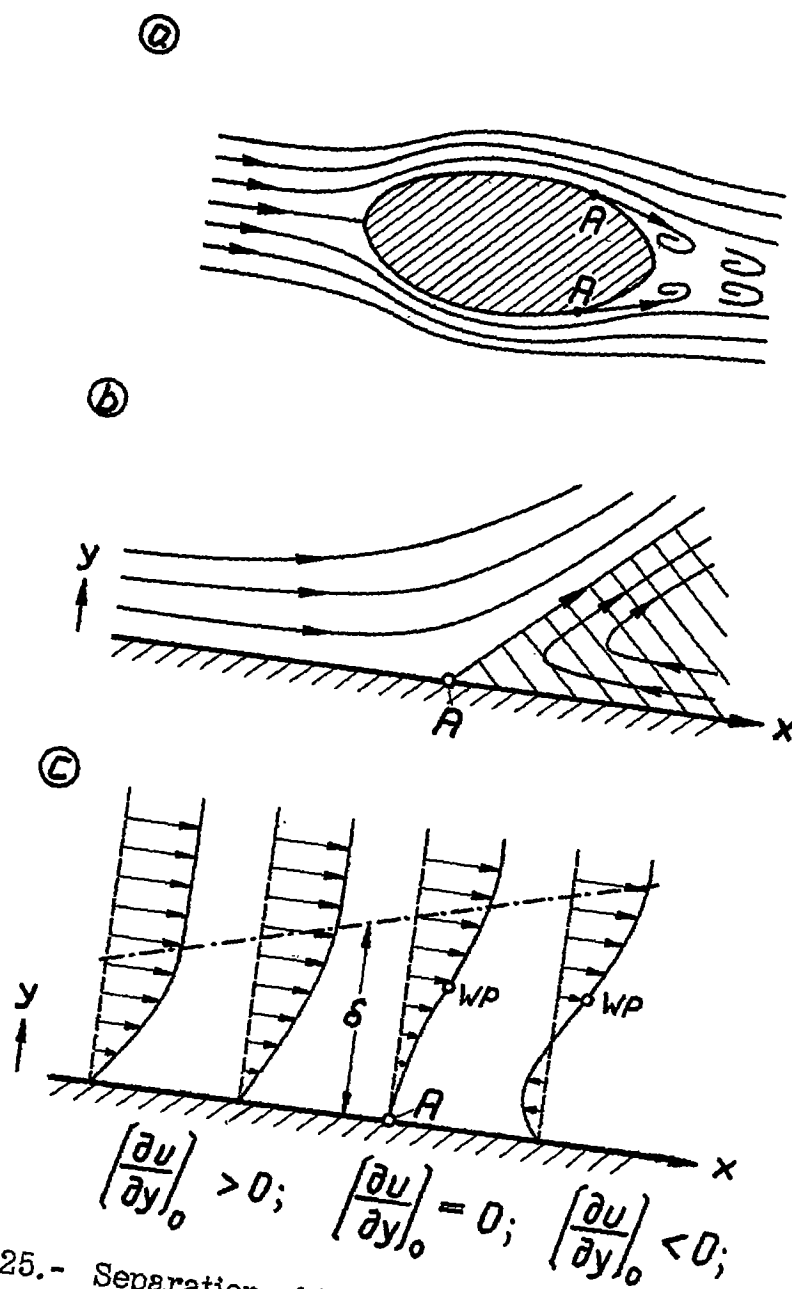 a
A
A
b
y
A
x
c
y
δ
WP
WP
A
x
[∂u/∂y]₀ > 0; [∂u/∂y]₀ = 0; [∂u/∂y]₀ < 0;
25.- Separation